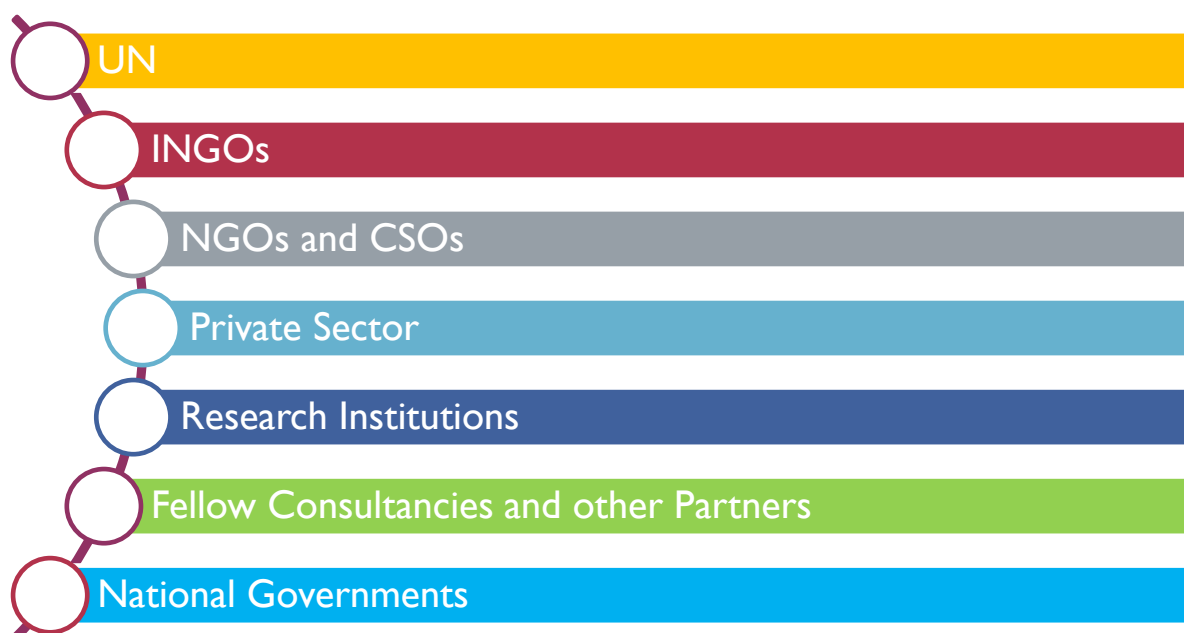 UN
INGOs
NGOs and CSOs
Private Sector
Research Institutions
Fellow Consultancies and other Partners
National Governments